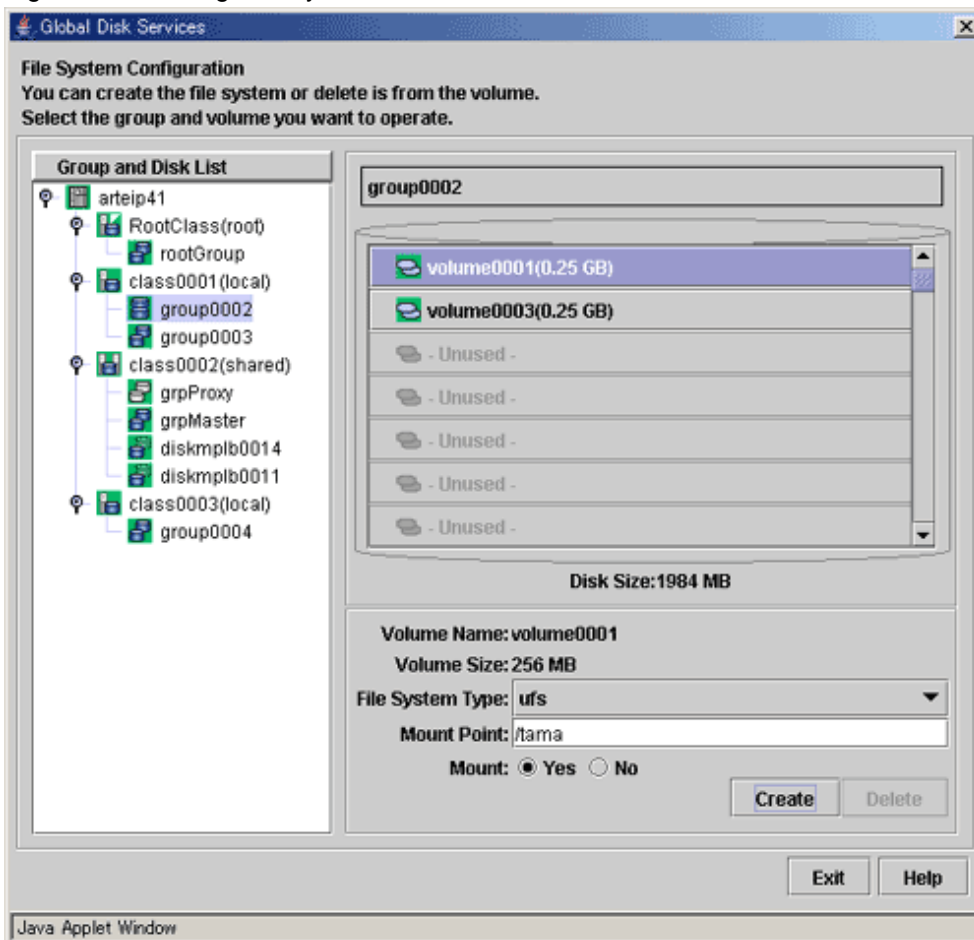 Global Disk Services
File System Configuration
You can create the file system or delete is from the volume.
Select the group and volume you want to operate.
Group and Disk List
arteip41
RootClass(root)
rootGroup
class0001(local)
group0002
group0003
class0002(shared)
grpProxy
grpMaster
diskmplb0014
diskmplb0011
class0003(local)
group0004
group0002
volume0001(0.25 GB)
volume0003(0.25 GB)
- Unused -
- Unused -
- Unused -
- Unused -
- Unused -
Disk Size:1984 MB
Volume Name: volume0001
Volume Size: 256 MB
File System Type: ufs
Mount Point: /tama
Mount: Yes No
Create Delete
Exit Help
Java Applet Window